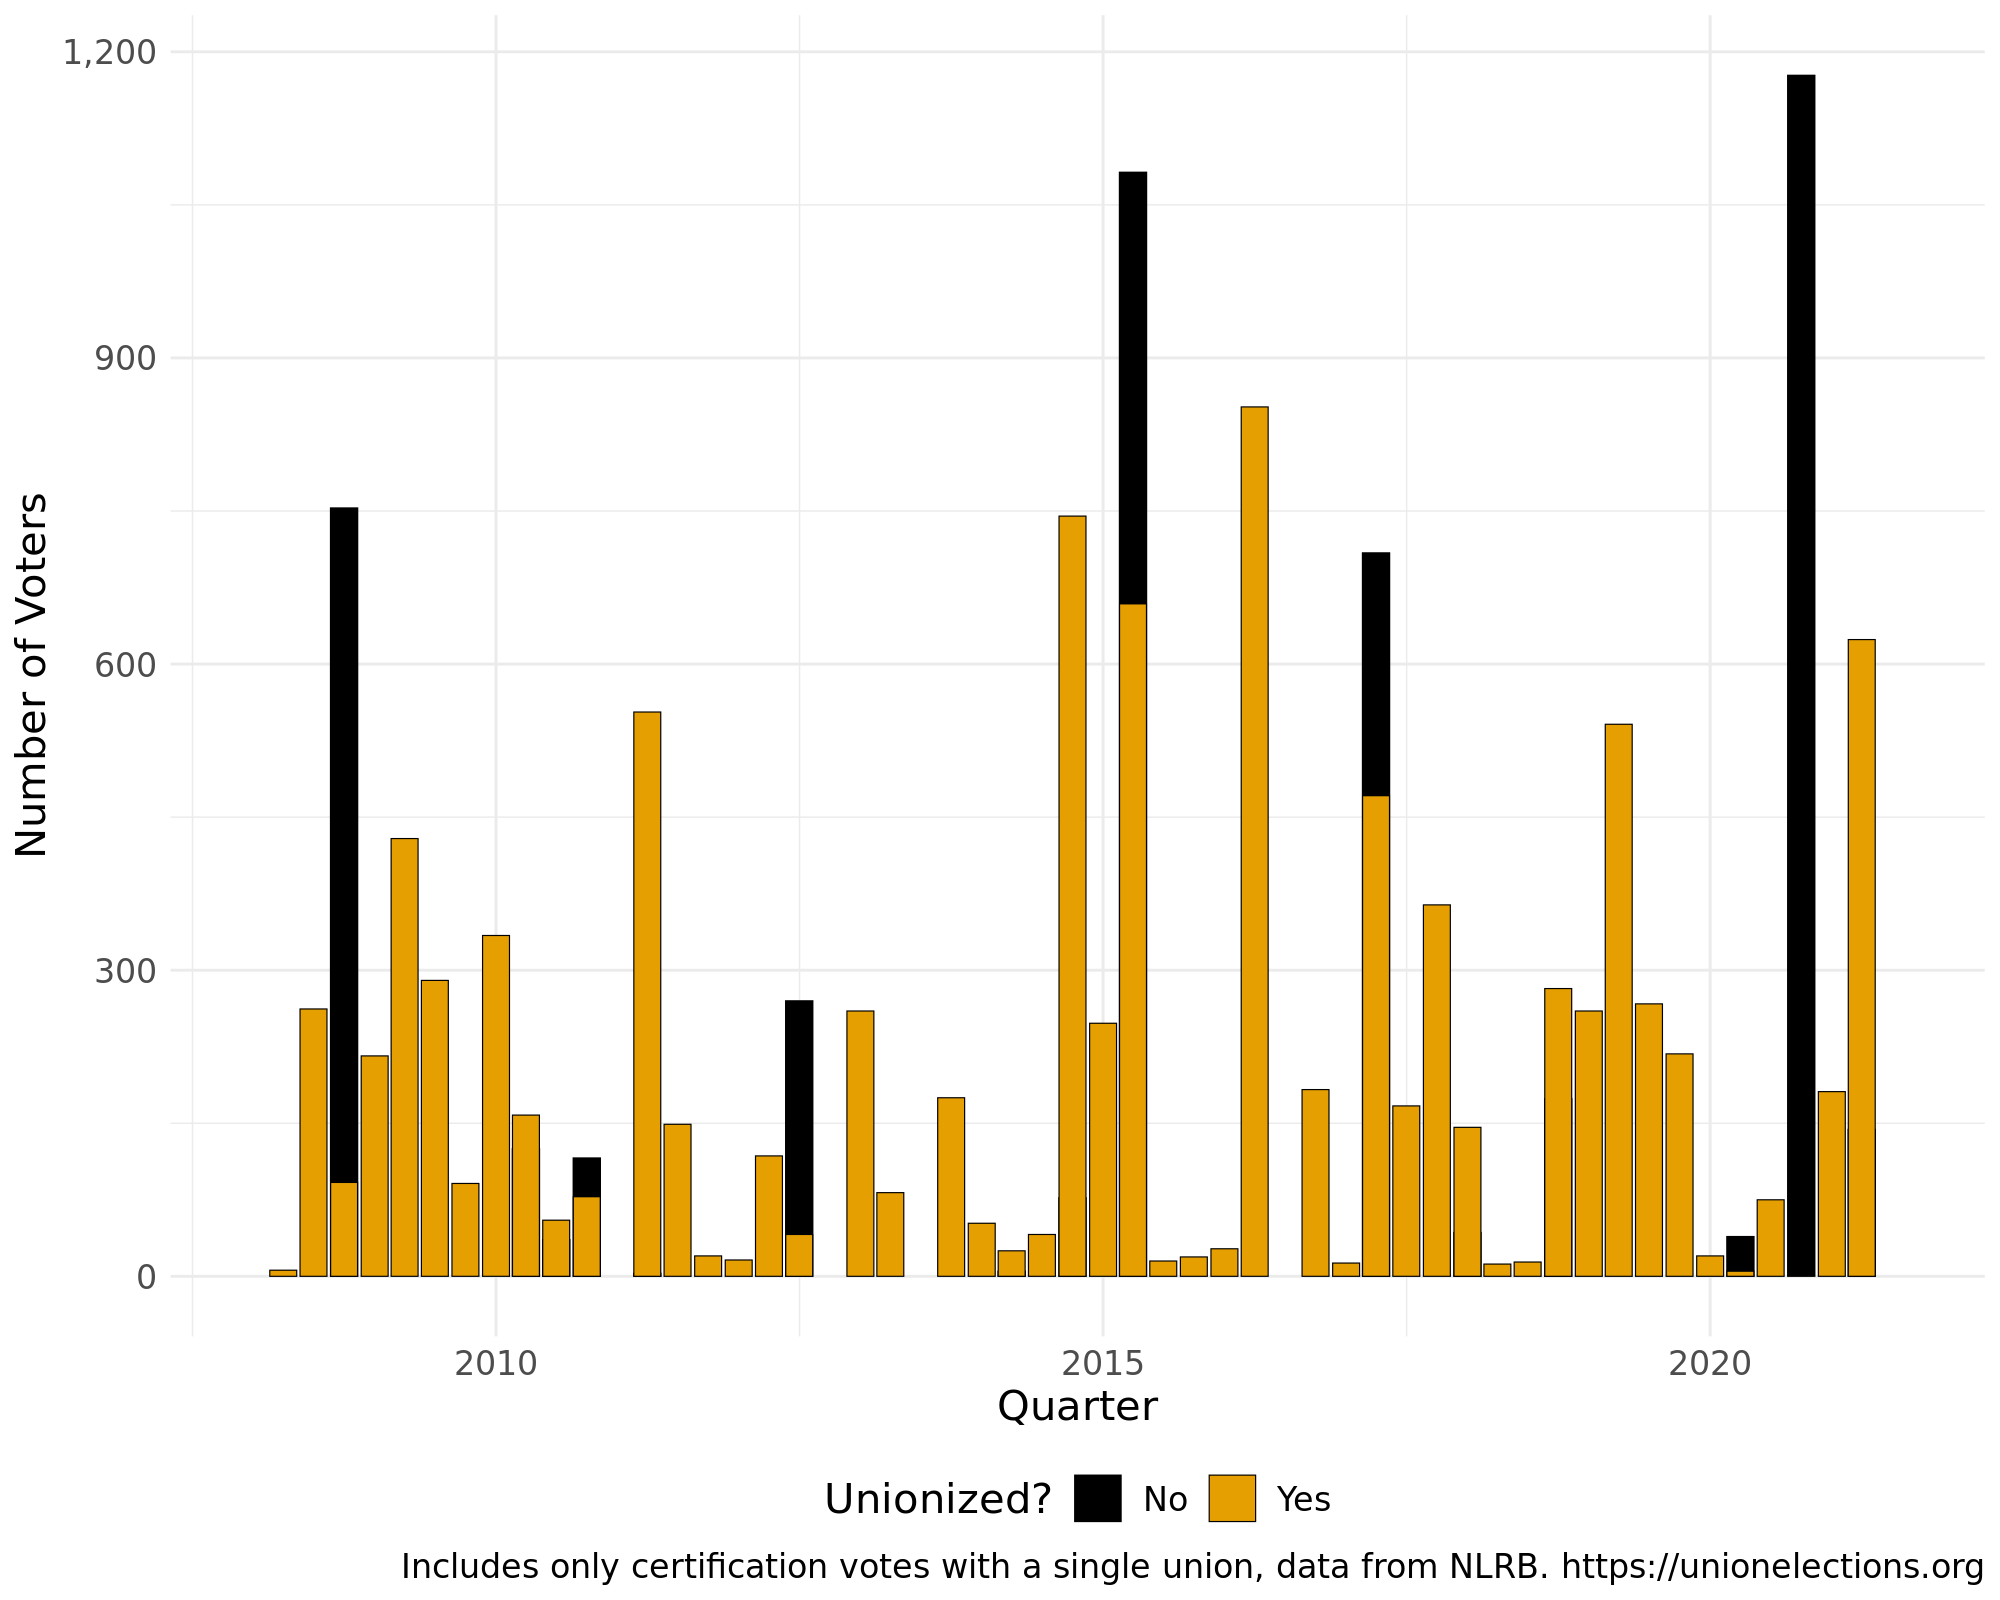 1,200
900
600
300
0
Number of Voters
2010 2015 2020
Quarter
Unionized? No Yes
Includes only certification votes with a single union, data from NLRB. https://unionelections.org